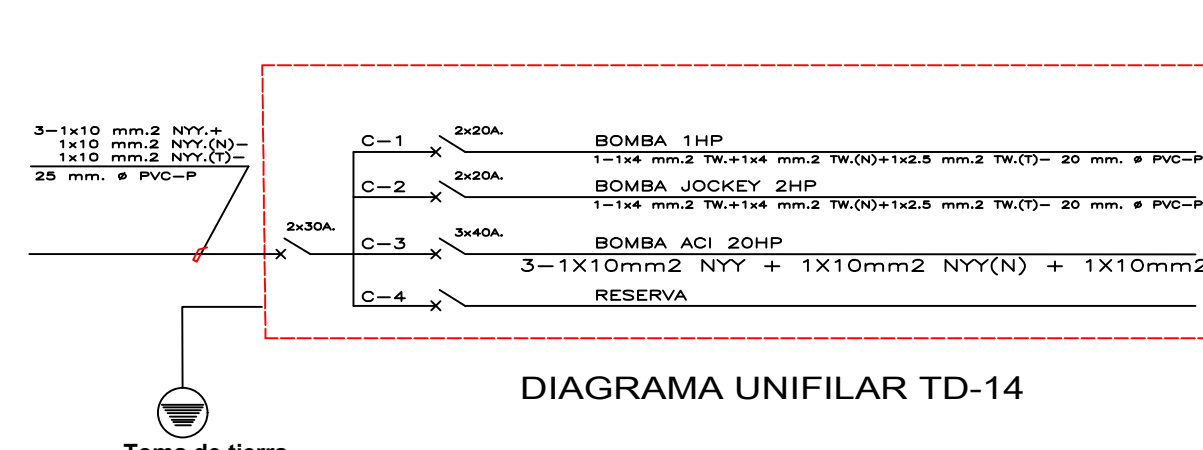 3-1x10 mm.2 NYY.+
1x10 mm.2 NYY.(N)-
1x10 mm.2 NYY.(T)-
25 mm. ø PVC-P
2x30A.
C-1
2x20A.
BOMBA 1HP
1-1x4 mm.2 TW.+1x4 mm.2 TW.(N)+1x2.5 mm.2 TW.(T)- 20 mm. ø PVC-P
C-2
2x20A.
BOMBA JOCKEY 2HP
1-1x4 mm.2 TW.+1x4 mm.2 TW.(N)+1x2.5 mm.2 TW.(T)- 20 mm. ø PVC-P
C-3
3x40A.
BOMBA ACI 20HP
3-1X10mm2 NYY + 1X10mm2 NYY(N) + 1X10mm2
C-4
RESERVA
DIAGRAMA UNIFILAR TD-14
Toma de tierra